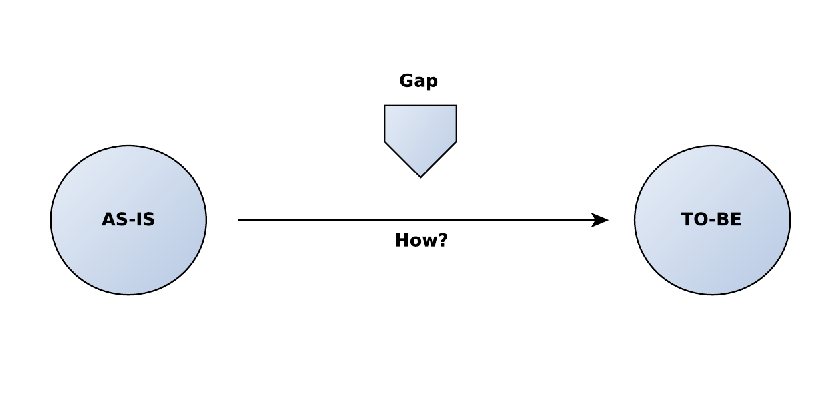 Gap
AS-IS
TO-BE
How?